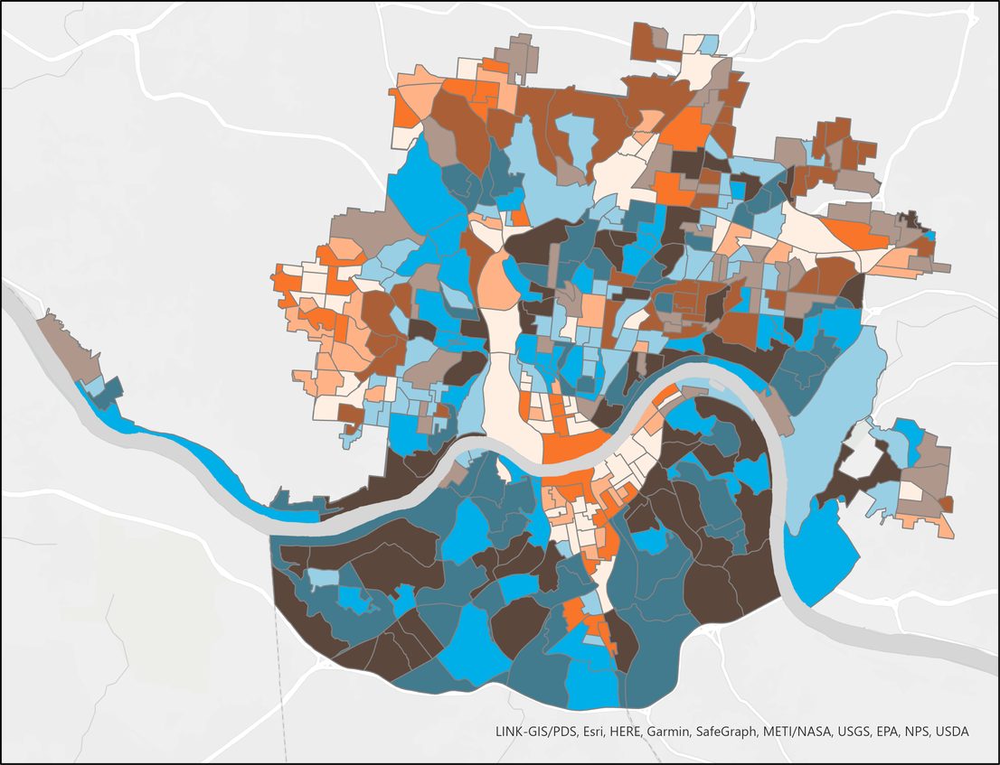 LINK-GIS/PDS, Esri, HERE, Garmin, SafeGraph, METI/NASA, USGS, EPA, NPS, USDA